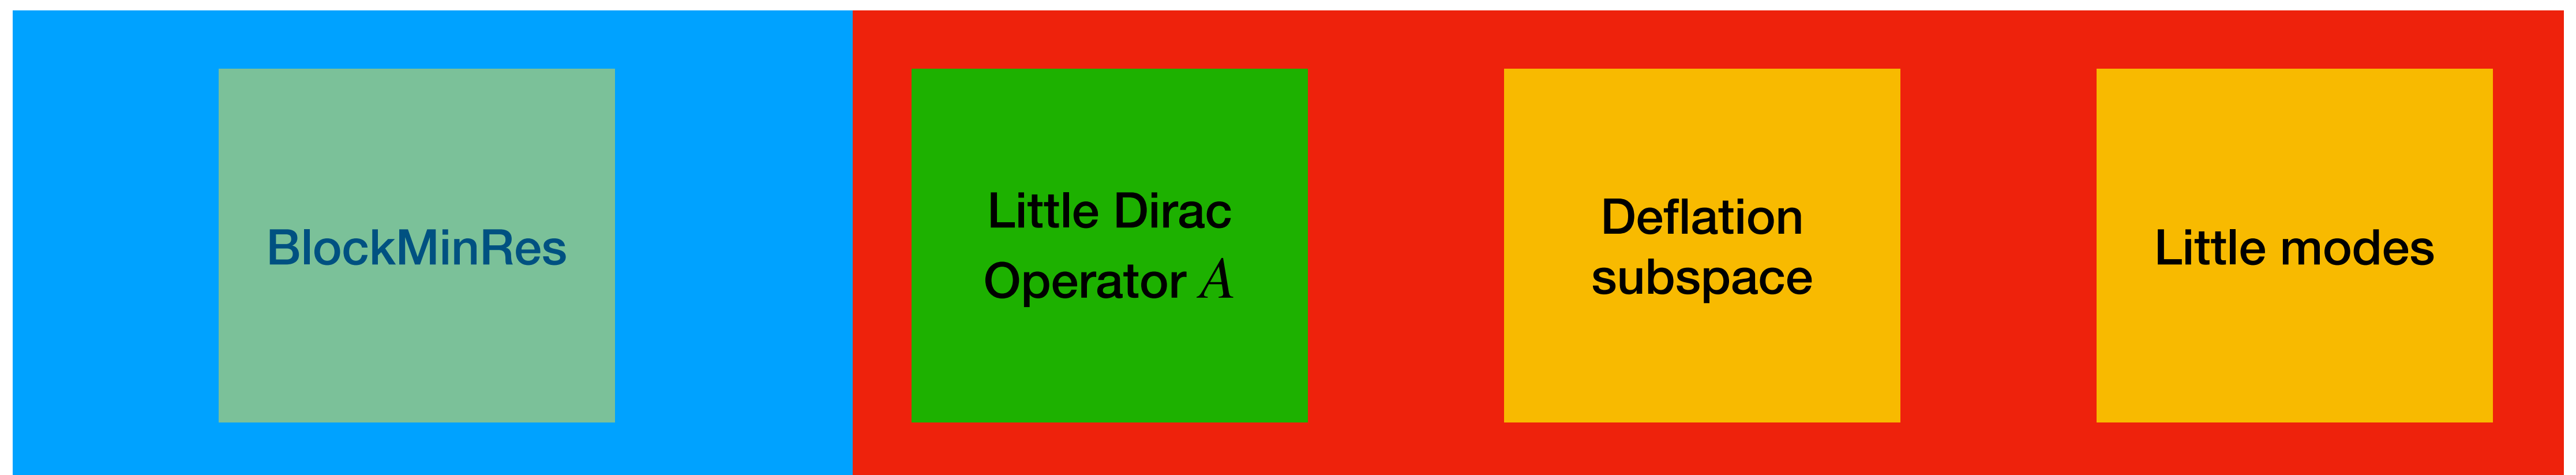 BlockMinRes
Little Dirac
Operator A
Deflation
subspace
Little modes